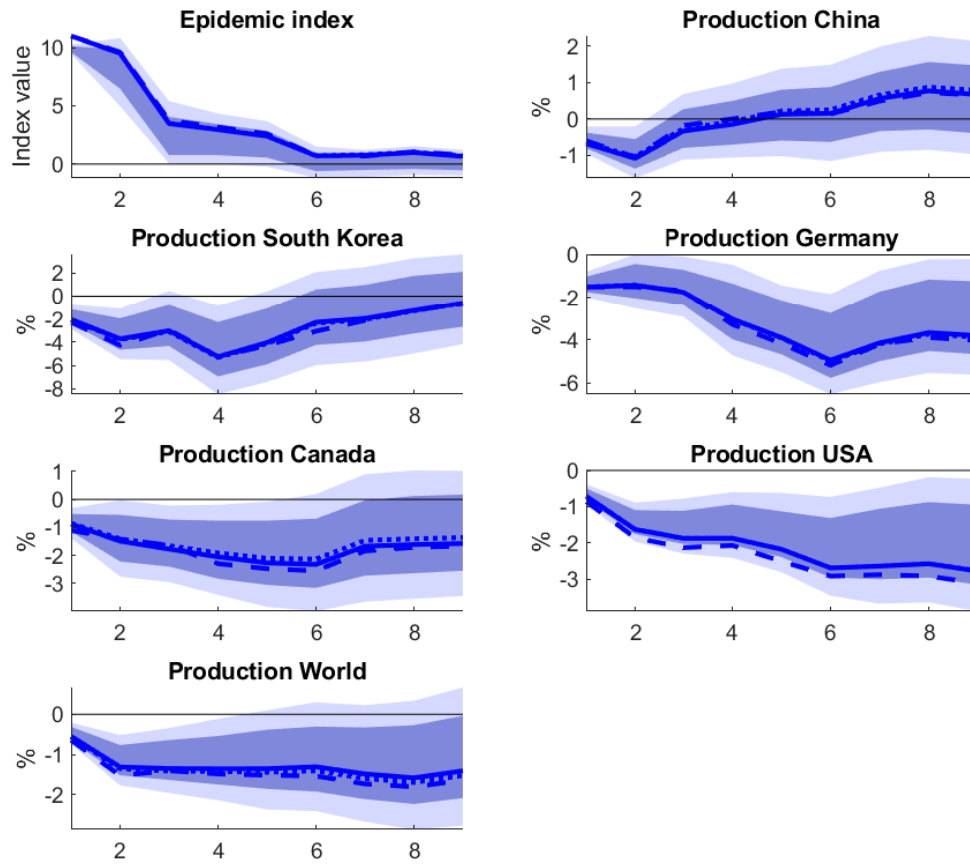 Epidemic index
Index value
10
5
0
2 4 6 8
Production China
%
2
1
0
-1
2 4 6 8
Production South Korea
%
2
0
-2
-4
-6
-8
2 4 6 8
Production Germany
%
0
-2
-4
-6
2 4 6 8
Production Canada
%
1
0
-1
-2
-3
2 4 6 8
Production USA
%
0
-1
-2
-3
2 4 6 8
Production World
%
0
-1
-2
2 4 6 8